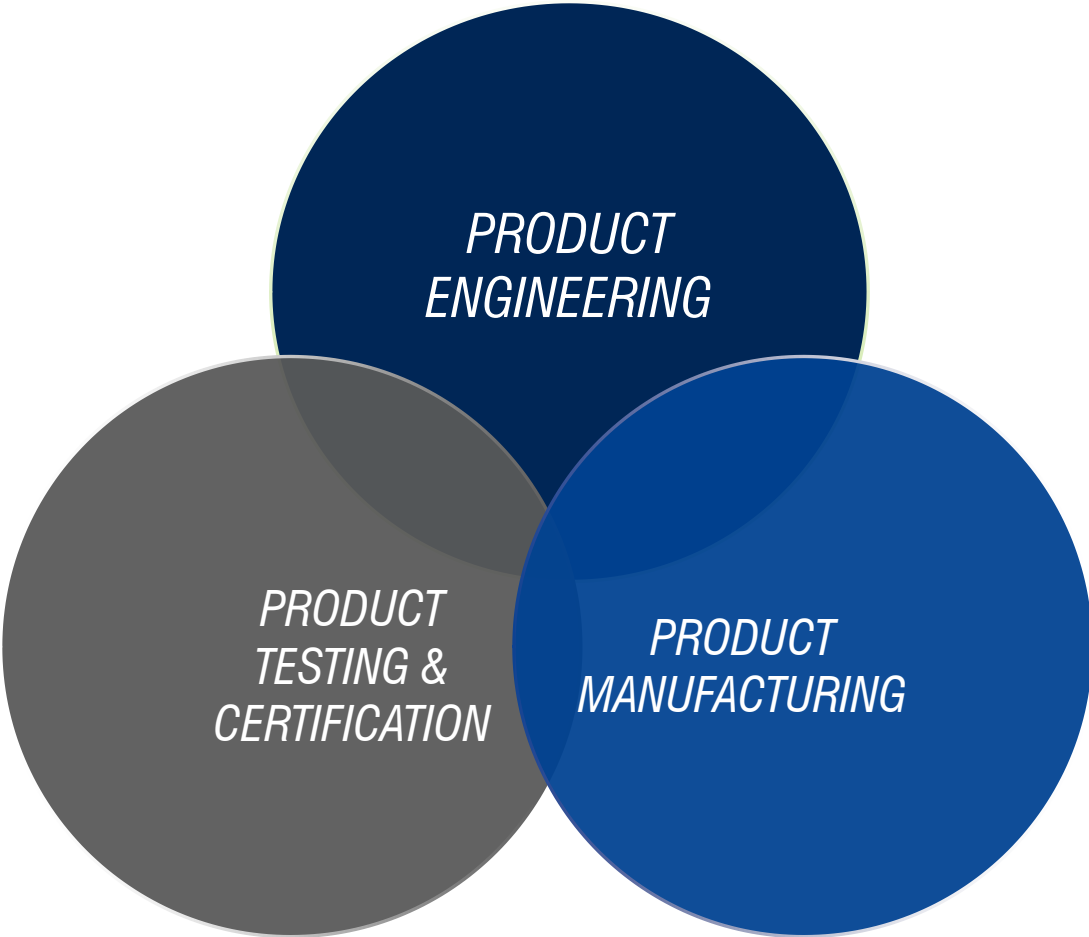 PRODUCT
ENGINEERING
PRODUCT
TESTING &
CERTIFICATION
PRODUCT
MANUFACTURING